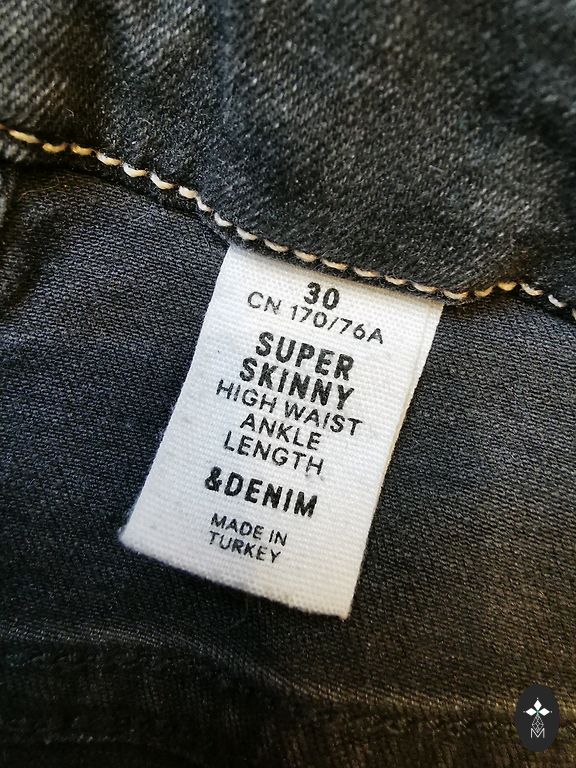 30
CN 170/76A
SUPER
SKINNY
HIGH WAIST
ANKLE
LENGTH
&DENIM
MADE IN
TURKEY
M